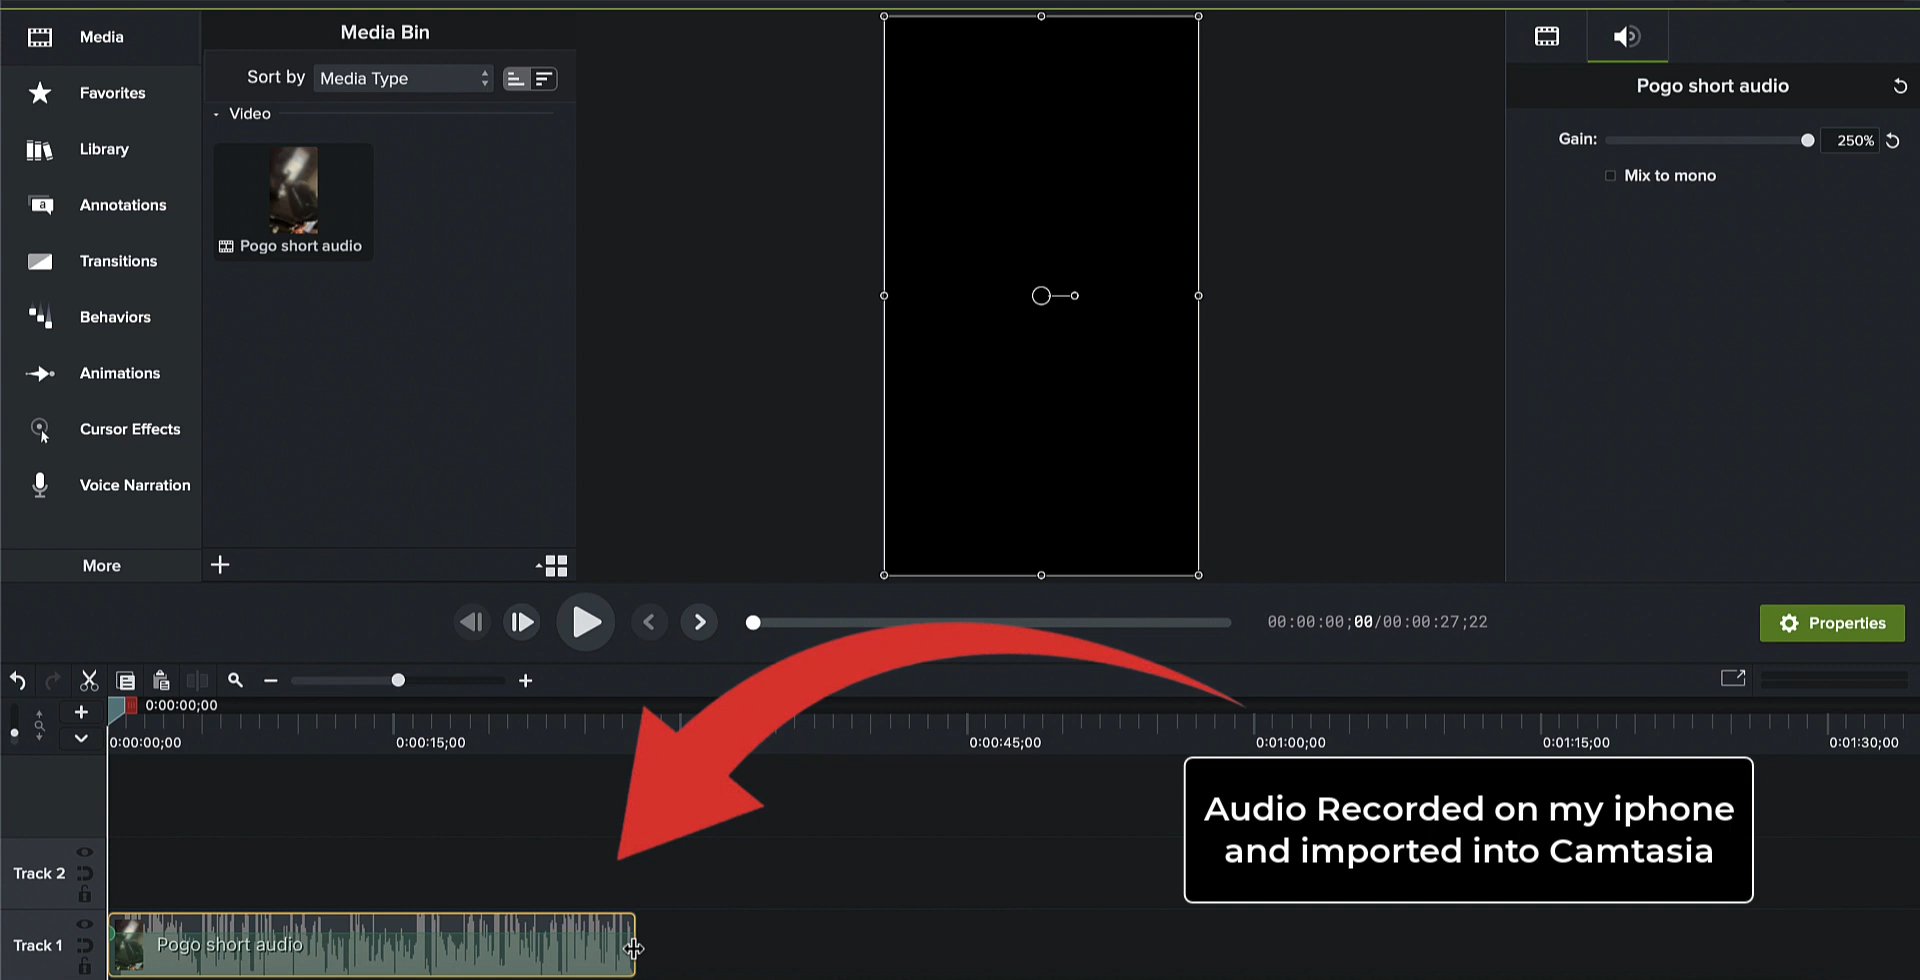 Media
Favorites
Library
Annotations
Transitions
Behaviors
Animations
Cursor Effects
Voice Narration
More
Media Bin
Sort by Media Type
Video
Pogo short audio
Pogo short audio
Gain: 250%
Mix to mono
00:00:00;00/00:00:27;22
Properties
0:00:00;00
0:00:00;00 0:00:15;00 0:00:45;00 0:01:00;00 0:01:15;00 0:01:30;00
Audio Recorded on my iphone
and imported into Camtasia
Track 2
Track 1
Pogo short audio